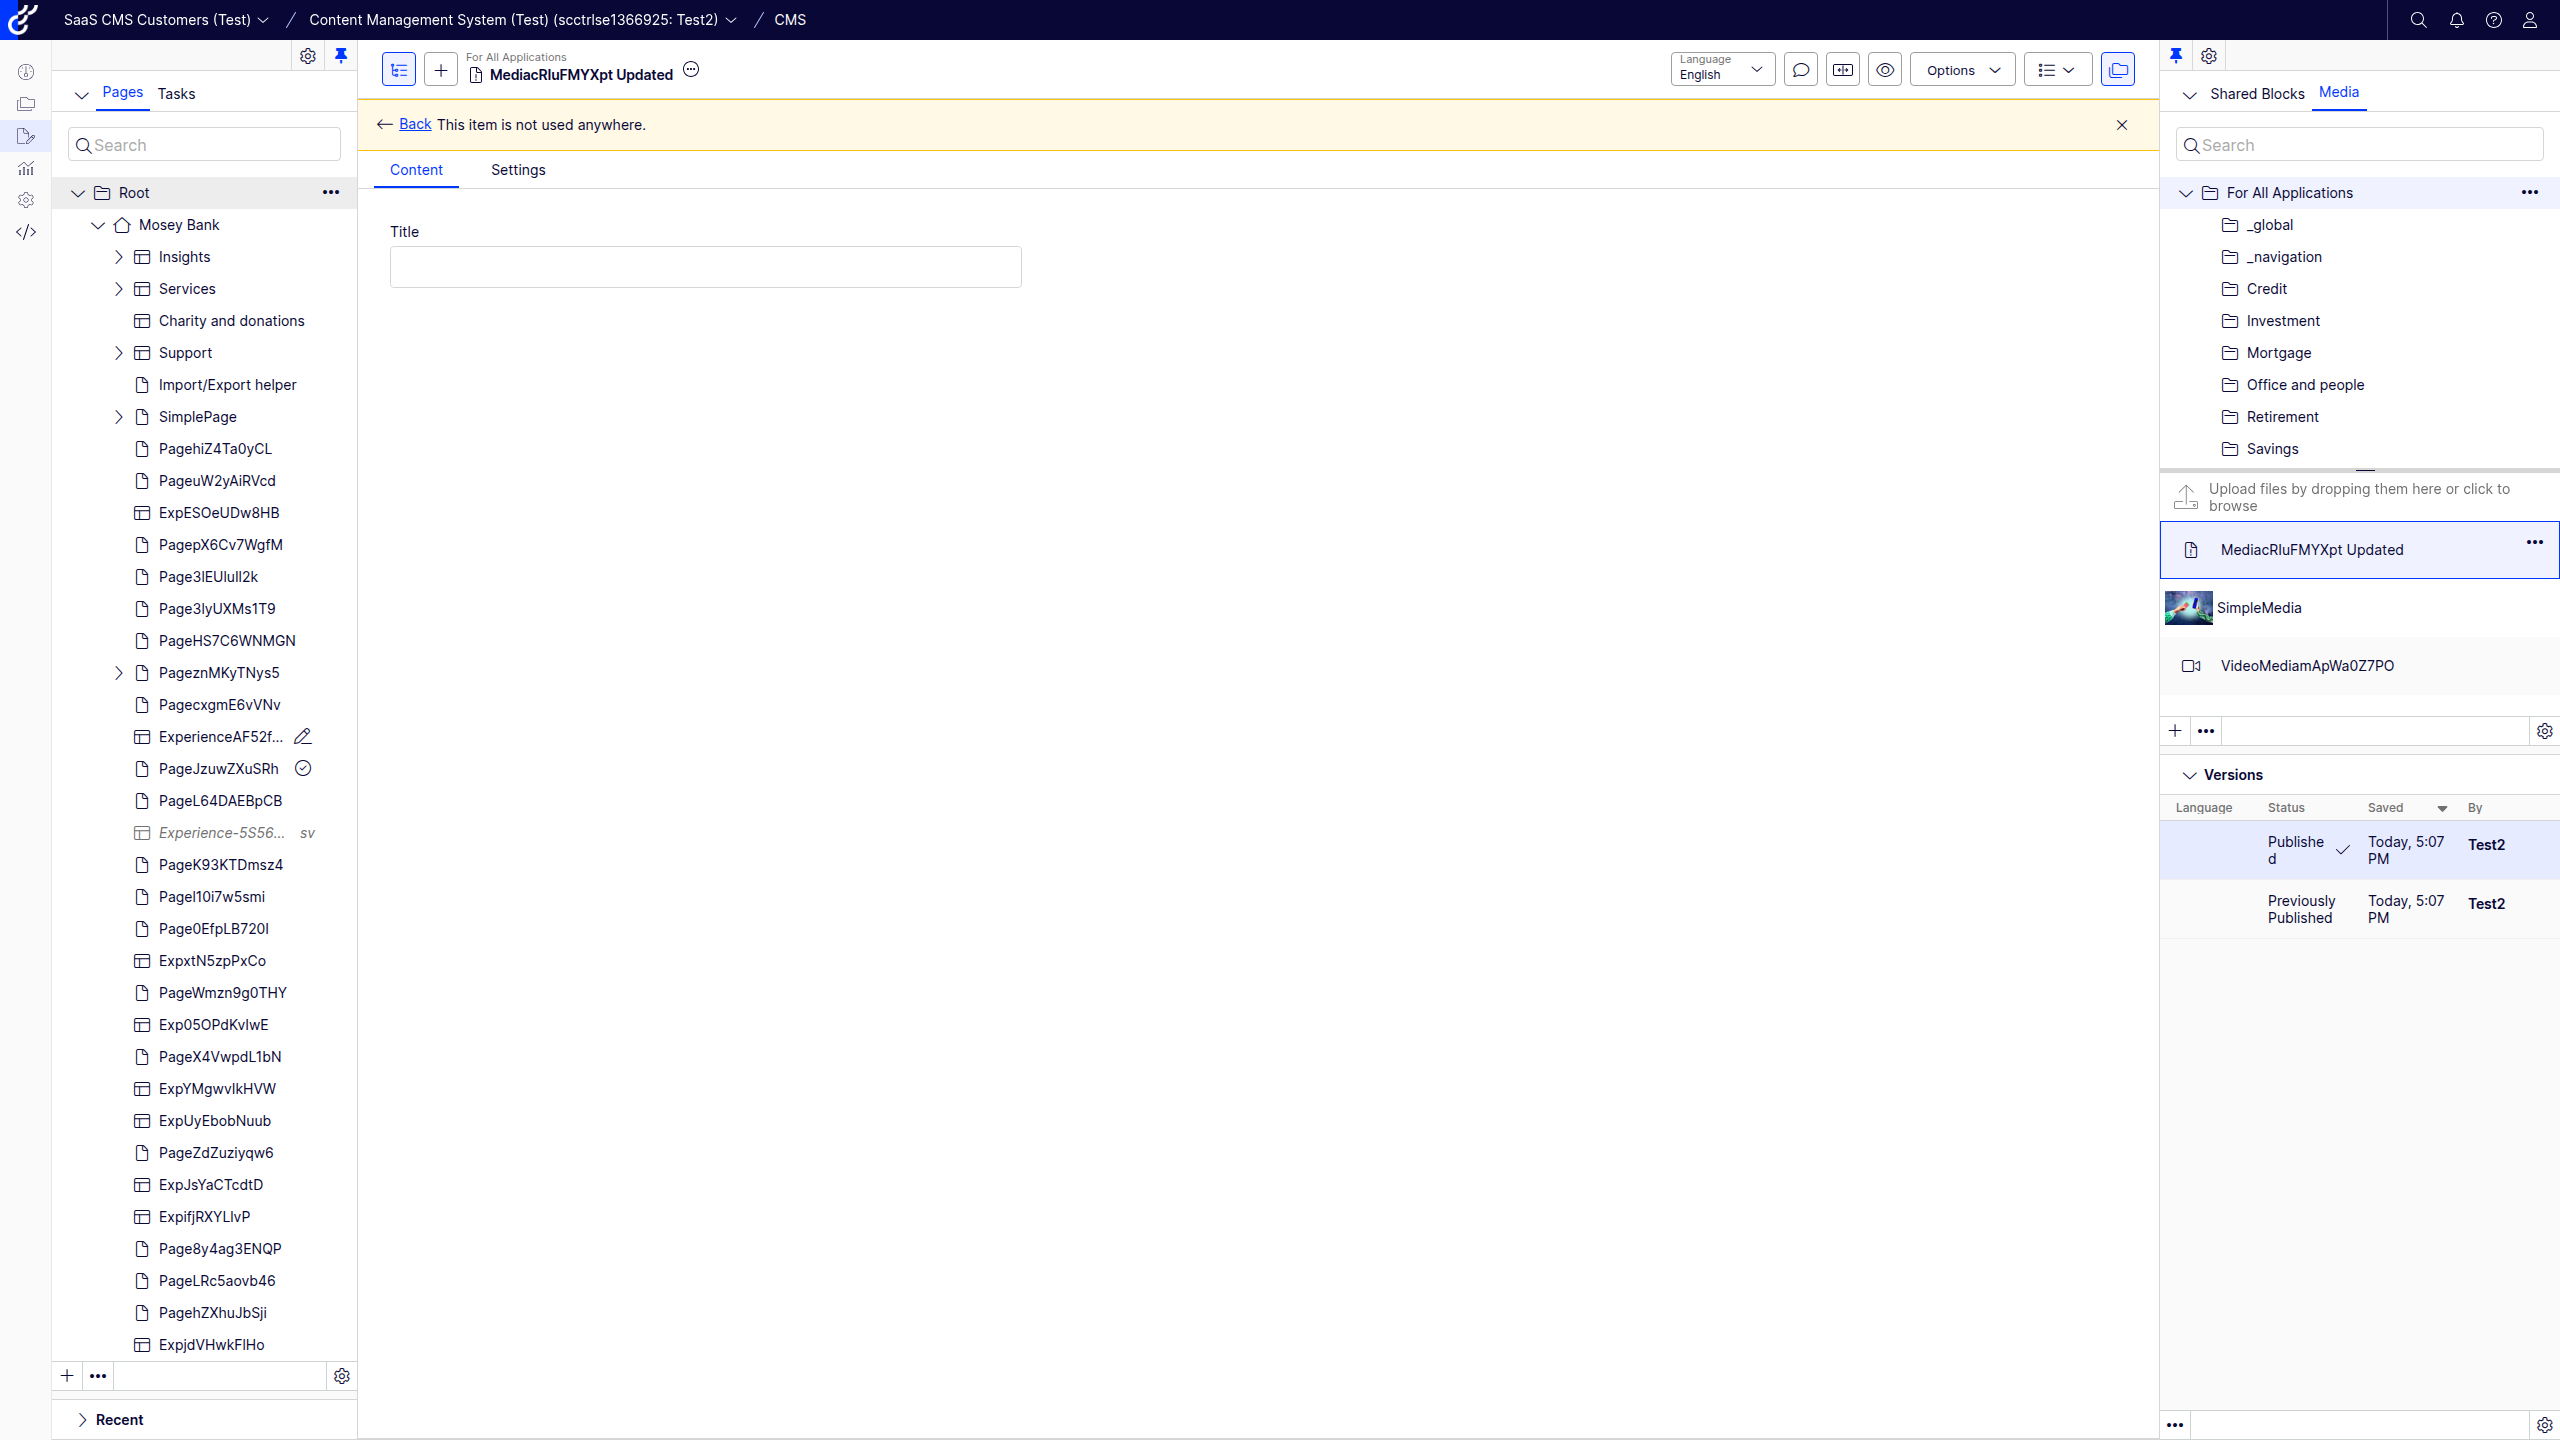 SaaS CMS Customers (Test)
Content Management System (Test) (scctrlse1366925: Test2)
CMS
Pages
Tasks
Search
Root
Mosey Bank
Insights
Services
Charity and donations
Support
Import/Export helper
SimplePage
PagehiZ4Ta0yCL
PageuW2yAiRVcd
ExpESOeUDw8HB
PagepX6Cv7WgfM
Page3lEUlull2k
Page3lyUXMs1T9
PageHS7C6WNMGN
PageznMKyTNys5
PagecxgmE6vVNv
ExperienceAF52f...
PageJzuwZXuSRh
PageL64DAEBpCB
Experience-5S56... sv
PageK93KTDmsz4
Pagel10i7w5smi
Page0EfpLB720l
ExpxtN5zpPxCo
PageWmzn9g0THY
Exp05OPdKvlwE
PageX4VwpdL1bN
ExpYMgwvlkHVW
ExpUyEbobNuub
PageZdZuziyqw6
ExpJsYaCTcdtD
ExpifjRXYLlvP
Page8y4ag3ENQP
PageLRc5aovb46
PagehZXhuJbSji
ExpjdVHwkFlHo
Recent
For All Applications
MediacRluFMYXpt Updated
Language
English
Options
Back This item is not used anywhere.
Content
Settings
Title
Shared Blocks
Media
Search
For All Applications
_global
_navigation
Credit
Investment
Mortgage
Office and people
Retirement
Savings
Upload files by dropping them here or click to
browse
MediacRluFMYXpt Updated
SimpleMedia
VideoMediamApWa0Z7PO
Versions
Language Status Saved By
Publishe
d
Today, 5:07
PM
Test2
Previously
Published
Today, 5:07
PM
Test2